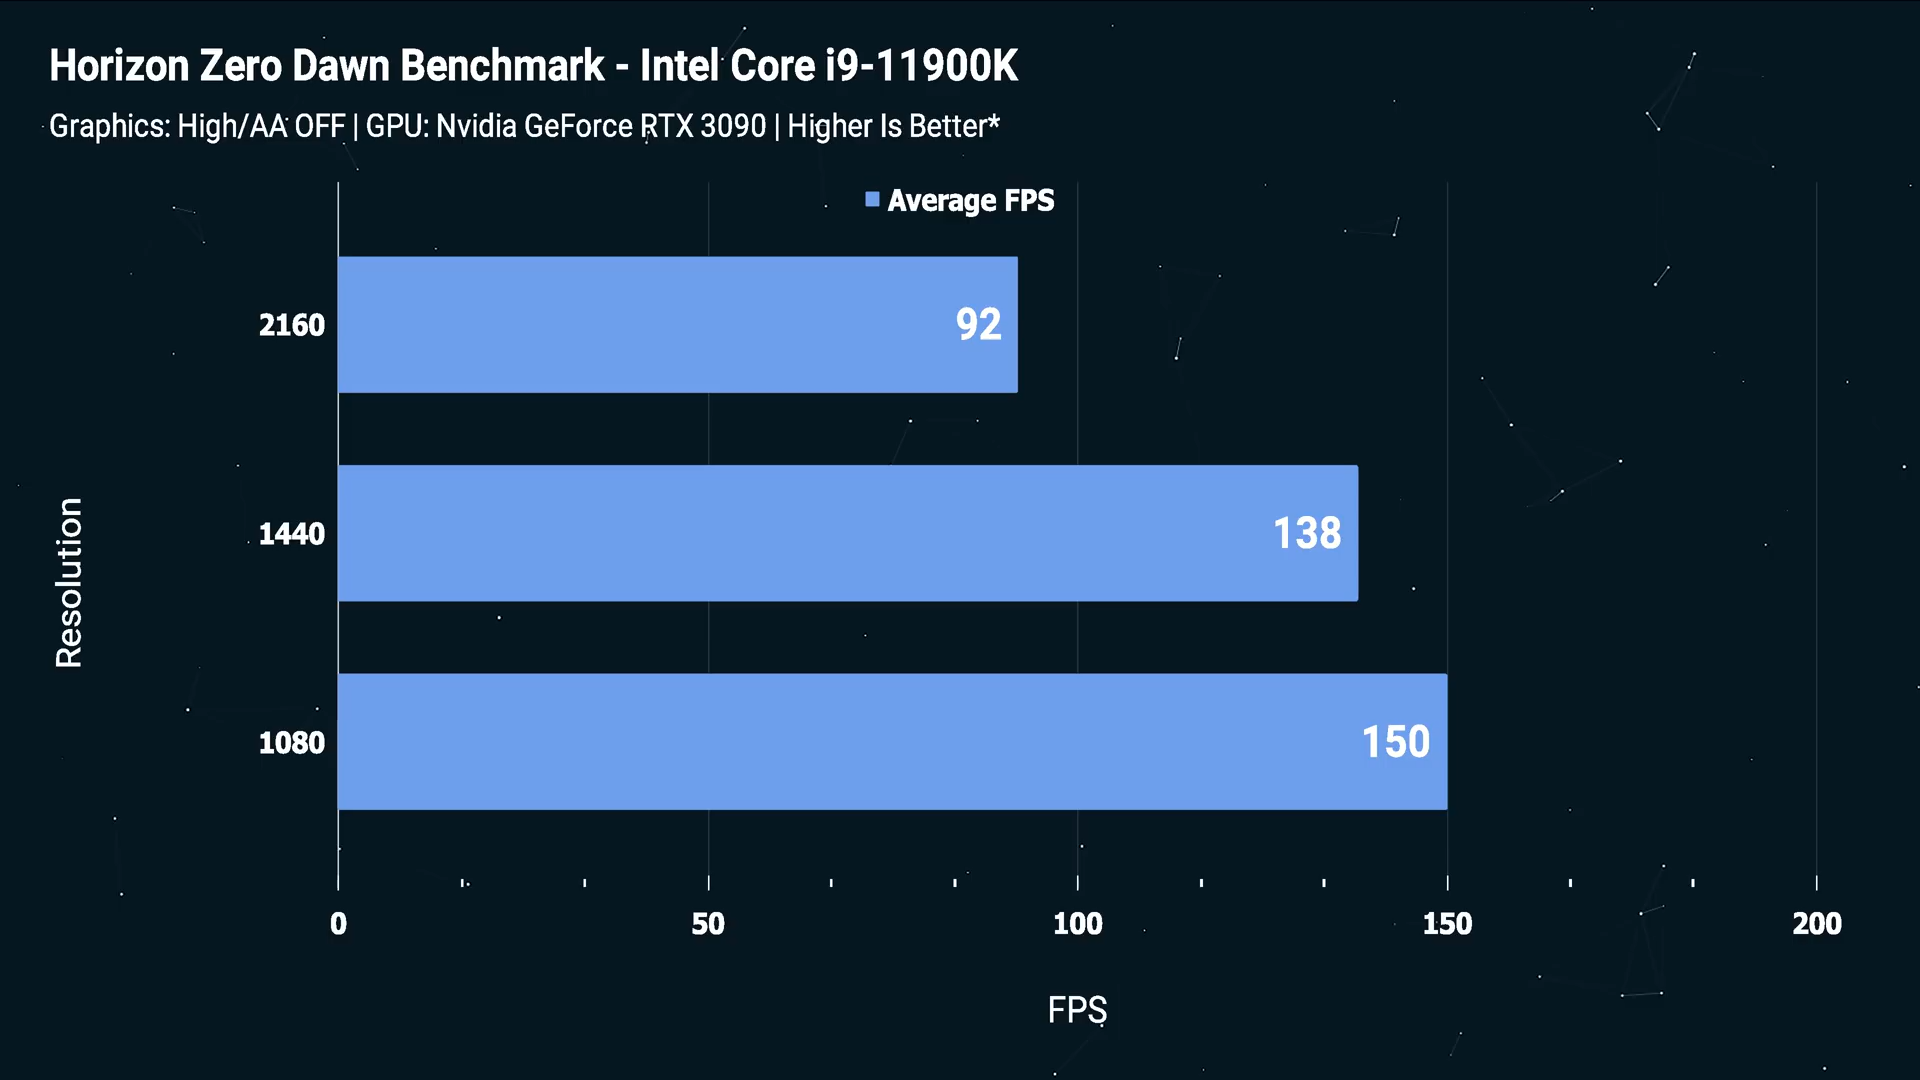 Horizon Zero Dawn Benchmark - Intel Core i9-11900K
Graphics: High/AA OFF | GPU: Nvidia GeForce RTX 3090 | Higher Is Better*
Average FPS
2160
92
1440
138
1080
150
Resolution
0 50 100 150 200
FPS